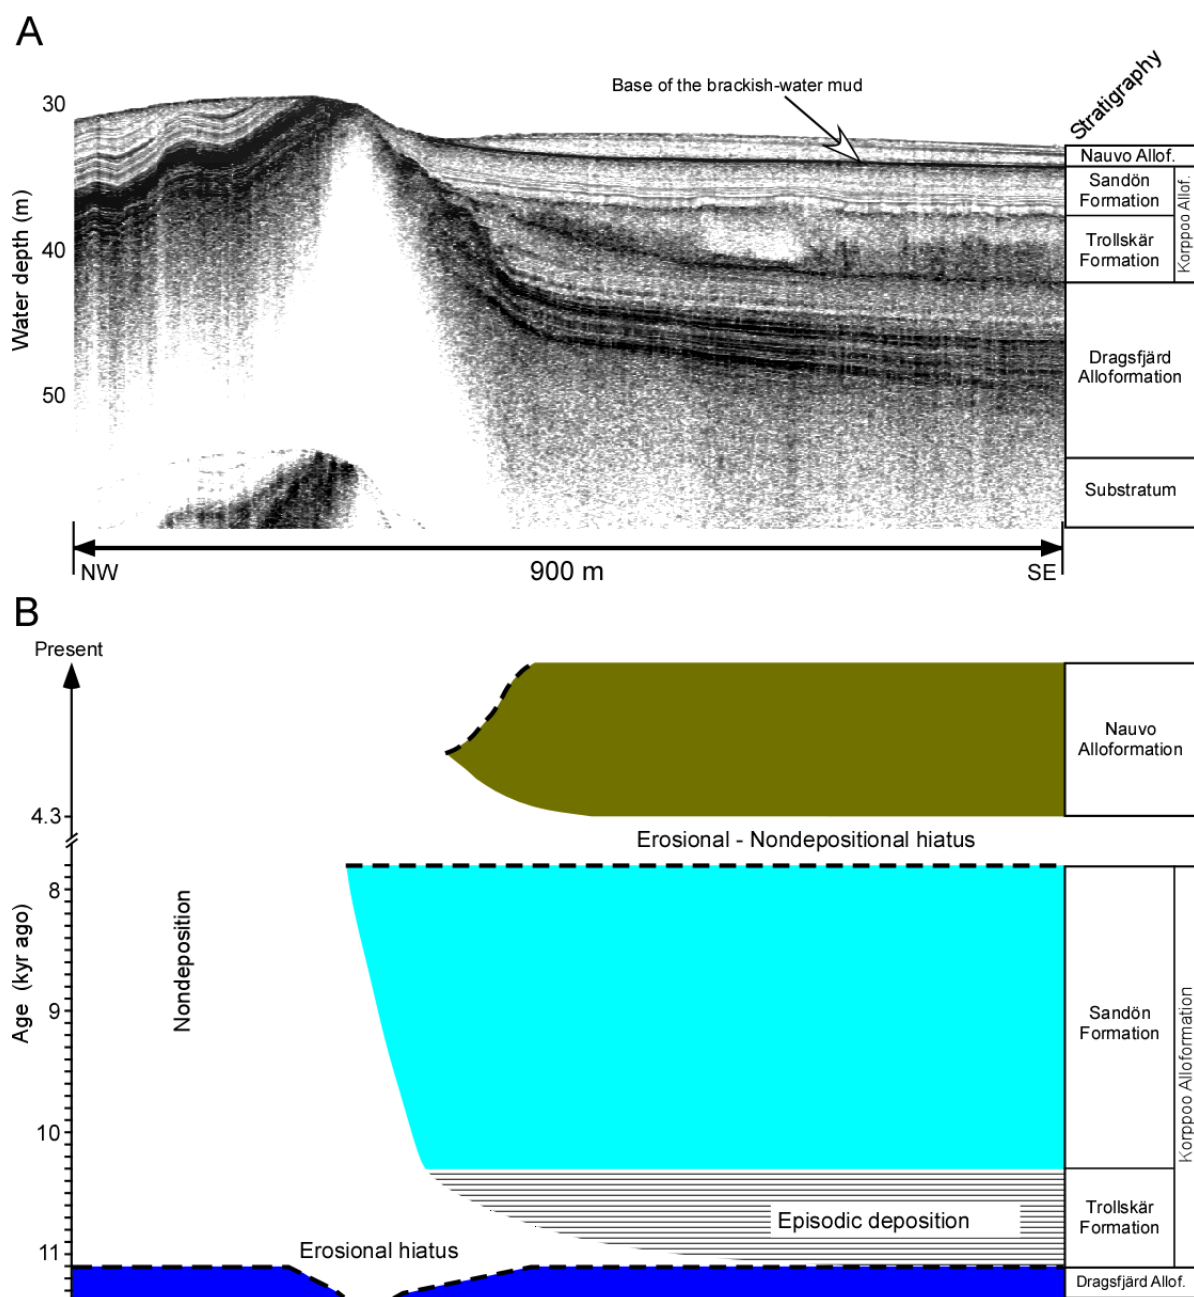 A
Base of the brackish-water mud
Stratigraphy
30
40
50
Water depth (m)
Nauvo Allof.
Sandön
Formation
Trollskär
Formation
Korppoo Allof.
Dragsfjärd
Alloformation
Substratum
NW
900 m
SE
B
Present
4.3
8
9
10
11
Age (kyr ago)
Nondeposition
Nauvo
Alloformation
Erosional - Nondepositional hiatus
Sandön
Formation
Korppoo Alloformation
Episodic deposition
Trollskär
Formation
Erosional hiatus
Dragsfjärd Allof.